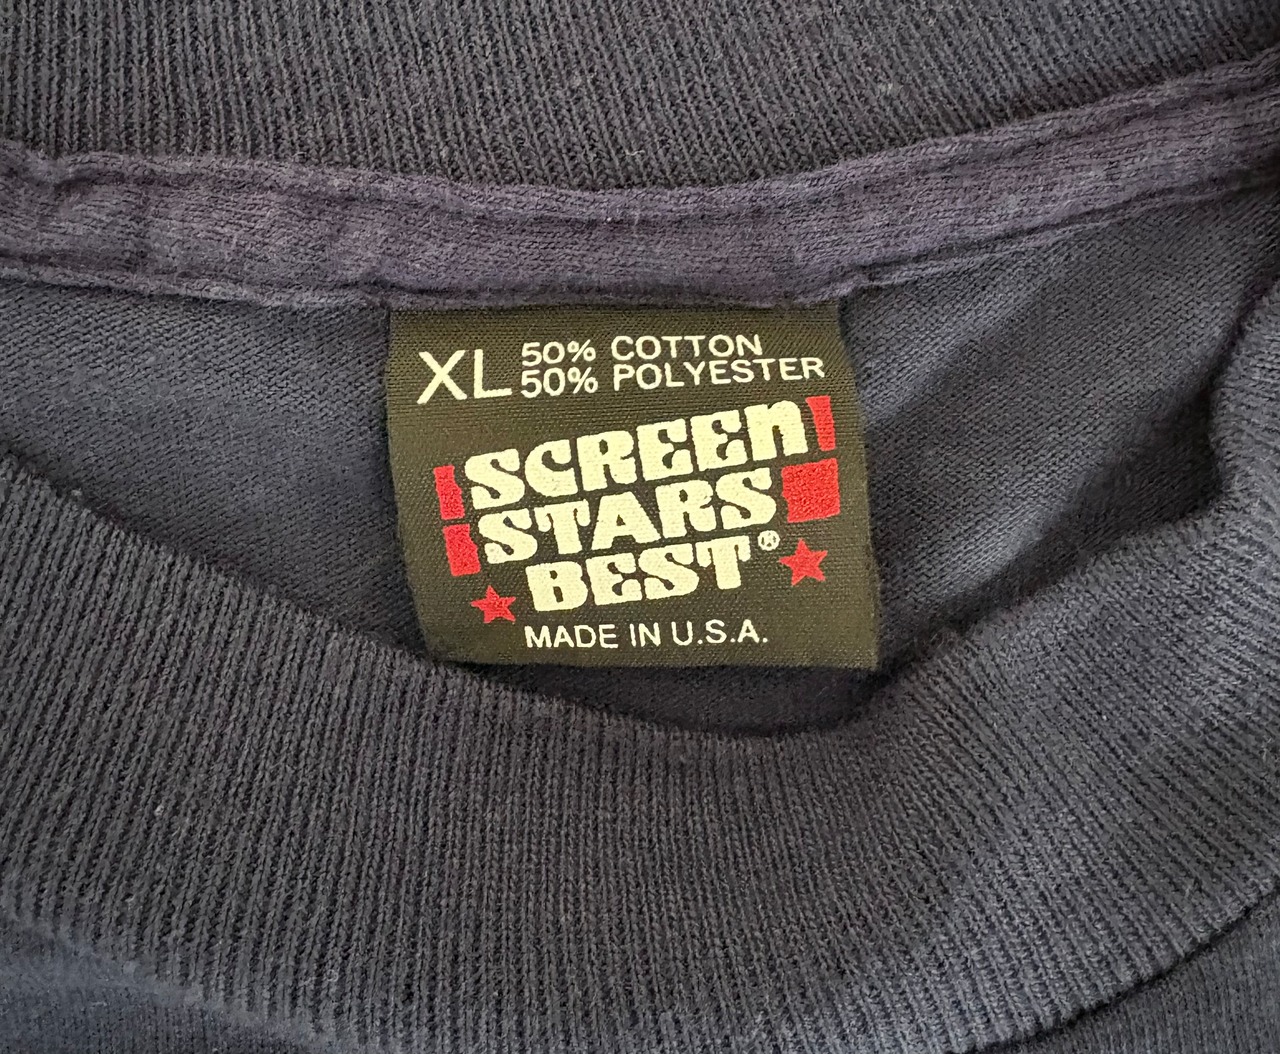 XL 50% COTTON
50% POLYESTER
SCREEN
STARS
BEST®
MADE IN U.S.A.